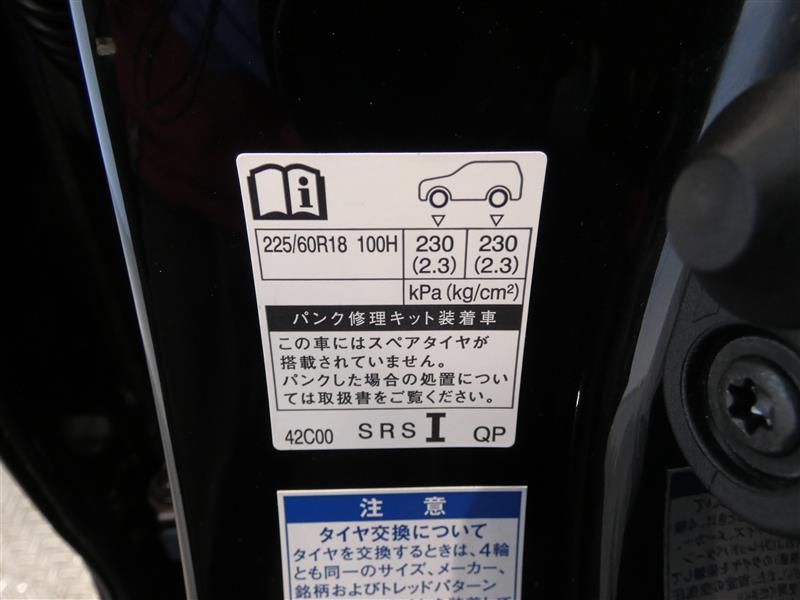 225/60R18 100H 230 230
(2.3) (2.3)
kPa (kg/cm²)
パンク修理キット装着車
この車にはスペアタイヤが
搭載されていません。
パンクした場合の処置につい
ては取扱書をご覧ください。
42C00 SRS I QP
注 意
タイヤ交換について
タイヤを交換するときは、4輪
とも同一のサイズ、メーカー、
銘柄およびトレッドパターン